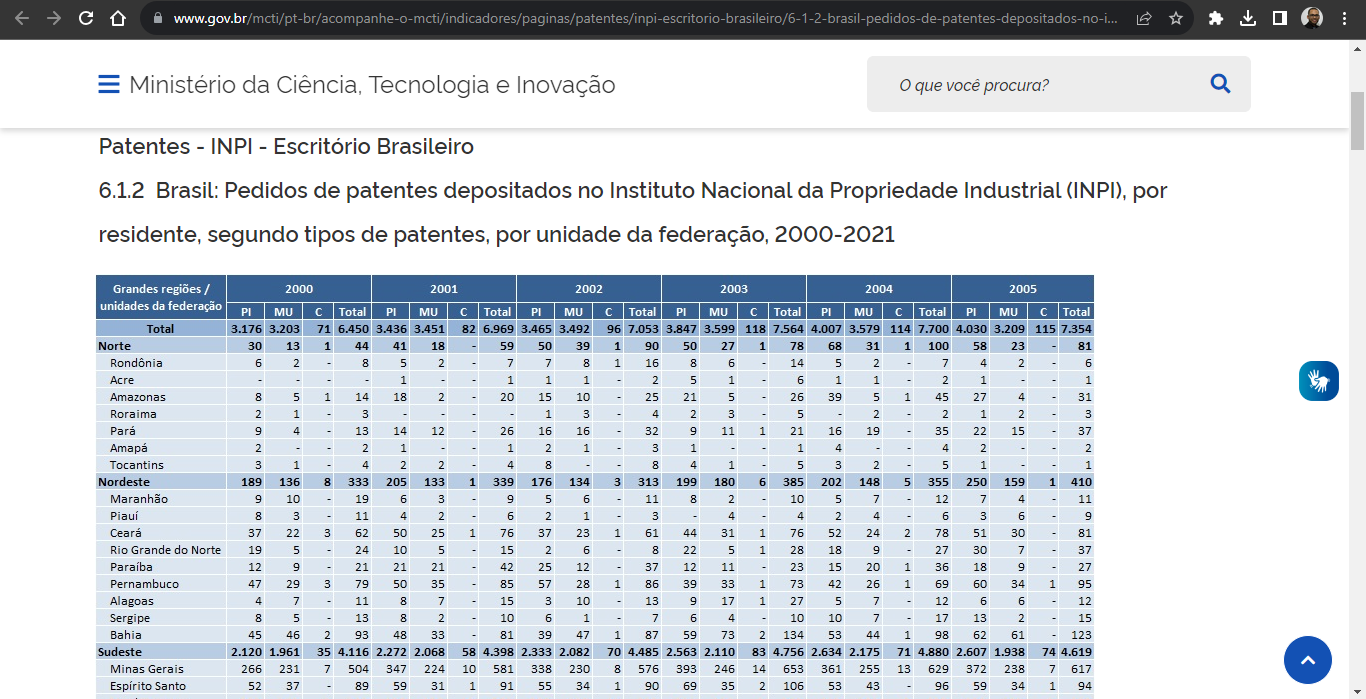 www.gov.br/mcti/pt-br/acompanhe-o-mcti/indicadores/paginas/patentes/inpi-escritorio-brasileiro/6-1-2-brasil-pedidos-de-patentes-depositados-no-i...
Ministério da Ciência, Tecnologia e Inovação
O que você procura?
Patentes - INPI - Escritório Brasileiro
6.1.2 Brasil: Pedidos de patentes depositados no Instituto Nacional da Propriedade Industrial (INPI), por
residente, segundo tipos de patentes, por unidade da federação, 2000-2021
Grandes regiões / unidades da federação 2000 2001 2002 2003 2004 2005
PI MU C Total PI MU C Total PI MU C Total PI MU C Total PI MU C Total PI MU C Total
Total 3.176 3.203 71 6.450 3.436 3.451 82 6.969 3.465 3.492 96 7.053 3.847 3.599 118 7.564 4.007 3.579 114 7.700 4.030 3.209 115 7.354
Norte 30 13 1 44 41 18 - 59 50 39 1 90 50 27 1 78 68 31 1 100 58 23 - 81
Rondônia 6 2 - 8 5 2 - 7 7 8 1 16 8 6 - 14 5 2 - 7 4 2 - 6
Acre - - - - 1 - - 1 1 1 - 2 5 1 - 6 1 1 - 2 1 - - 1
Amazonas 8 5 1 14 18 2 - 20 15 10 - 25 21 5 - 26 39 5 1 45 27 4 - 31
Roraima 2 1 - 3 - - - - 1 3 - 4 2 3 - 5 - 2 - 2 1 2 - 3
Pará 9 4 - 13 14 12 - 26 16 16 - 32 9 11 1 21 16 19 - 35 22 15 - 37
Amapá 2 - - 2 1 - - 1 2 1 - 3 1 - - 1 4 - - 4 2 - - 2
Tocantins 3 1 - 4 2 2 - 4 8 - - 8 4 1 - 5 3 2 - 5 1 - - 1
Nordeste 189 136 8 333 205 133 1 339 176 134 3 313 199 180 6 385 202 148 5 355 250 159 1 410
Maranhão 9 10 - 19 6 3 - 9 5 6 - 11 8 2 - 10 5 7 - 12 7 4 - 11
Piauí 8 3 - 11 4 2 - 6 2 1 - 3 - 4 - 4 2 4 - 6 3 6 - 9
Ceará 37 22 3 62 50 25 1 76 37 23 1 61 44 31 1 76 52 24 2 78 51 30 - 81
Rio Grande do Norte 19 5 - 24 10 5 - 15 2 6 - 8 22 5 1 28 18 9 - 27 30 7 - 37
Paraíba 12 9 - 21 21 21 - 42 25 12 - 37 12 11 - 23 15 20 1 36 18 9 - 27
Pernambuco 47 29 3 79 50 35 - 85 57 28 1 86 39 33 1 73 42 26 1 69 60 34 1 95
Alagoas 4 7 - 11 8 7 - 15 3 10 - 13 9 17 1 27 5 7 - 12 6 6 - 12
Sergipe 8 5 - 13 8 2 - 10 6 1 - 7 6 4 - 10 10 7 - 17 13 2 - 15
Bahia 45 46 2 93 48 33 - 81 39 47 1 87 59 73 2 134 53 44 1 98 62 61 - 123
Sudeste 2.120 1.961 35 4.116 2.272 2.068 58 4.398 2.333 2.082 70 4.485 2.563 2.110 83 4.756 2.634 2.175 71 4.880 2.607 1.938 74 4.619
Minas Gerais 266 231 7 504 347 224 10 581 338 230 8 576 393 246 14 653 361 255 13 629 372 238 7 617
Espírito Santo 52 37 - 89 59 31 1 91 55 34 1 90 69 35 2 106 53 43 - 96 59 34 1 94